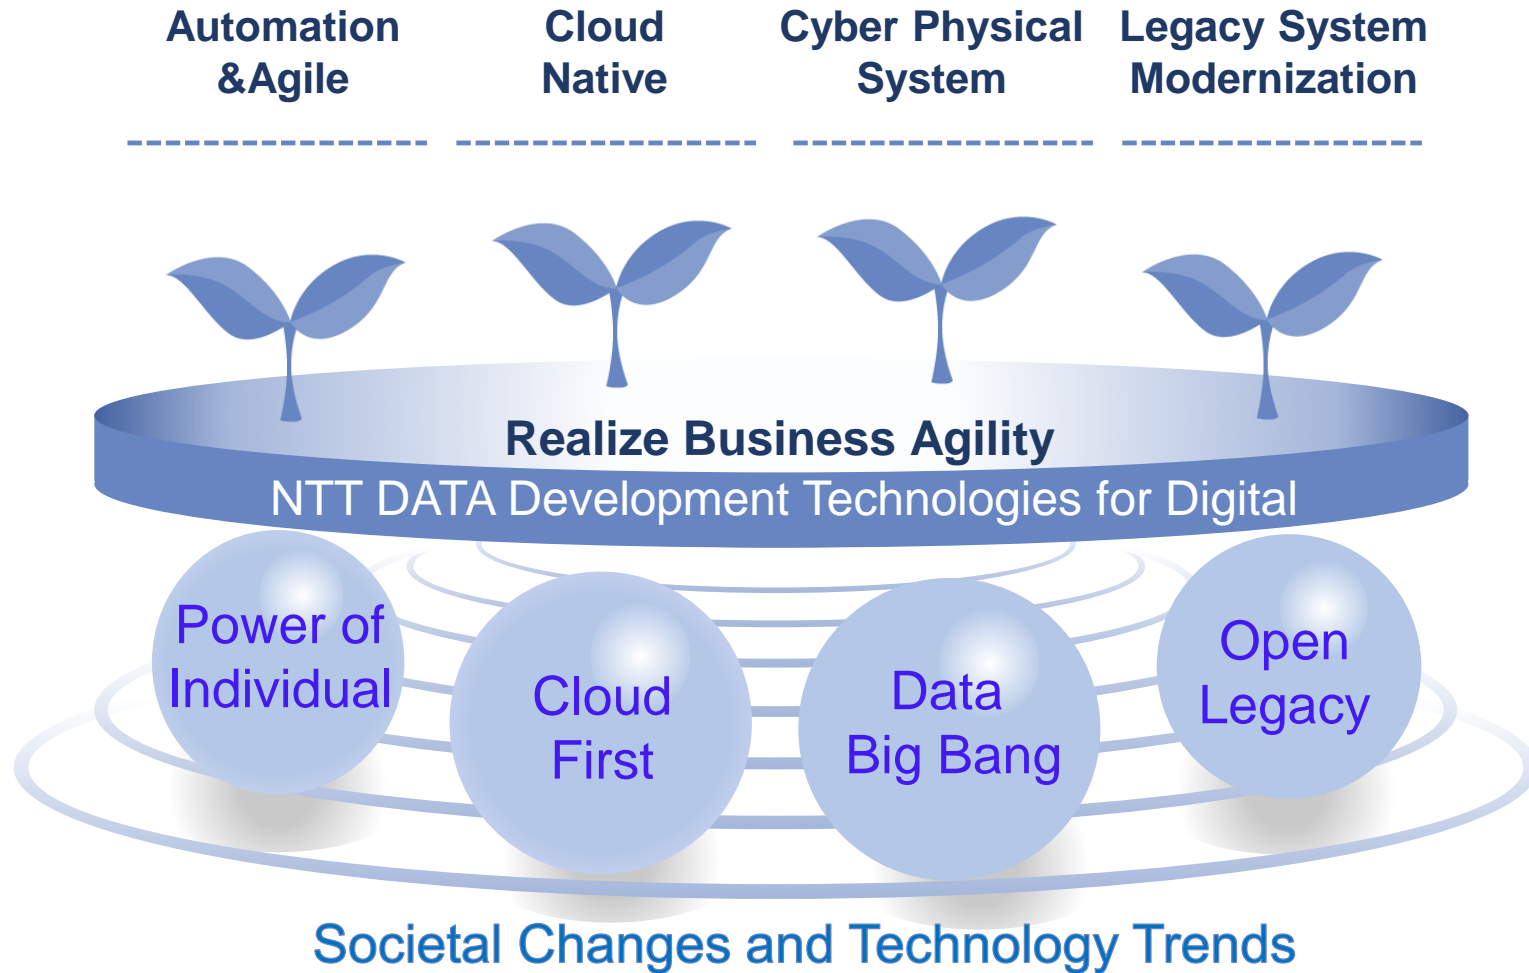 Automation
&Agile
Cloud
Native
Cyber Physical
System
Legacy System
Modernization
Realize Business Agility
NTT DATA Development Technologies for Digital
Power of
Individual
Cloud
First
Data
Big Bang
Open
Legacy
Societal Changes and Technology Trends